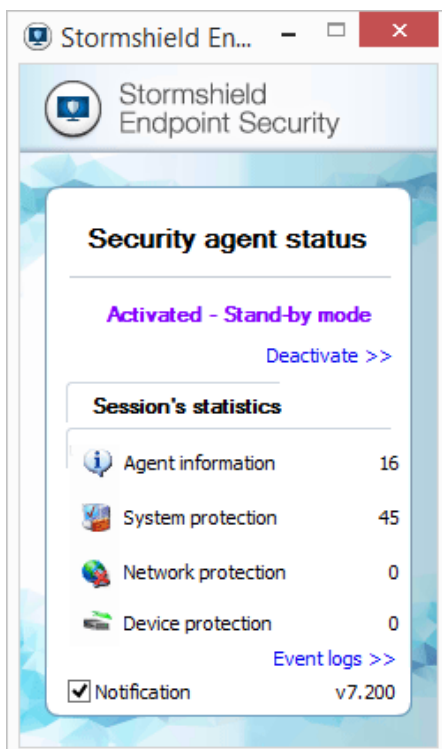 Stormshield En...
Stormshield
Endpoint Security
Security agent status
Activated - Stand-by mode
Deactivate >>
Session's statistics
Agent information 16
System protection 45
Network protection 0
Device protection 0
Event logs >>
Notification v7.200